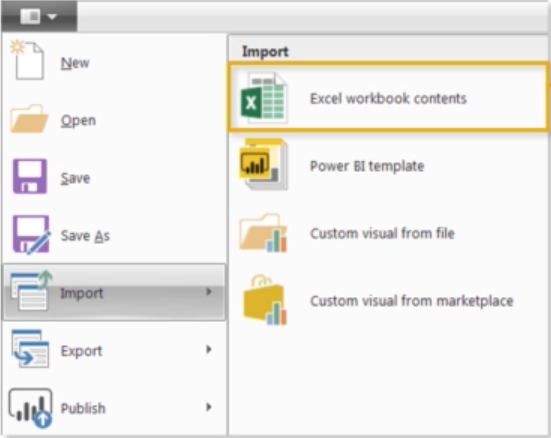 New
Open
Save
Save As
Import
Export
Publish
Import
Excel workbook contents
Power BI template
Custom visual from file
Custom visual from marketplace